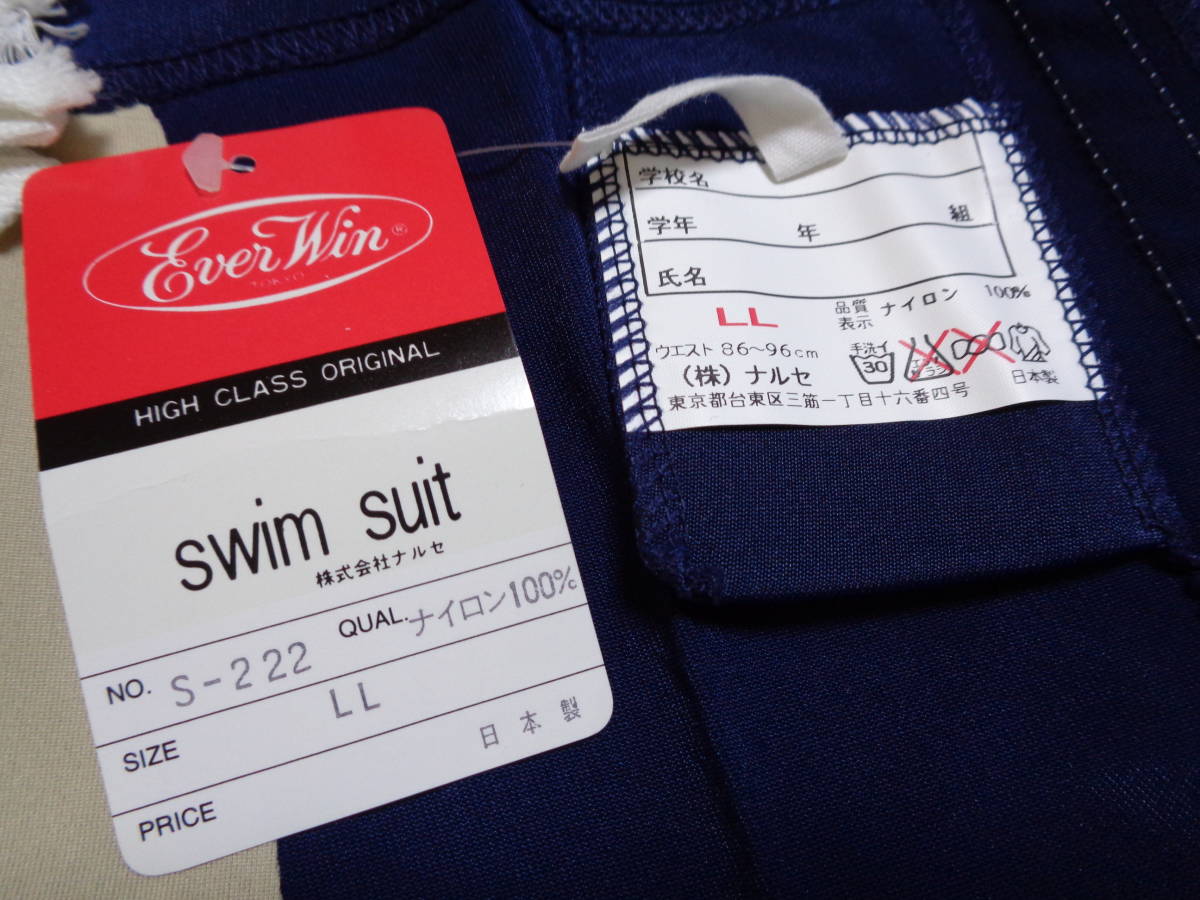 Ever Win ®
TOKYO
HIGH CLASS ORIGINAL
swim suit
株式会社ナルセ
NO. S-222 QUAL. ナイロン100%
SIZE LL
日本製
PRICE
学校名
学年 年 組
氏名
LL 品質表示 ナイロン 100%
ウエスト 86〜96cm
手洗イ
30
(株) ナルセ
日本製
東京都台東区三筋一丁目十六番四号